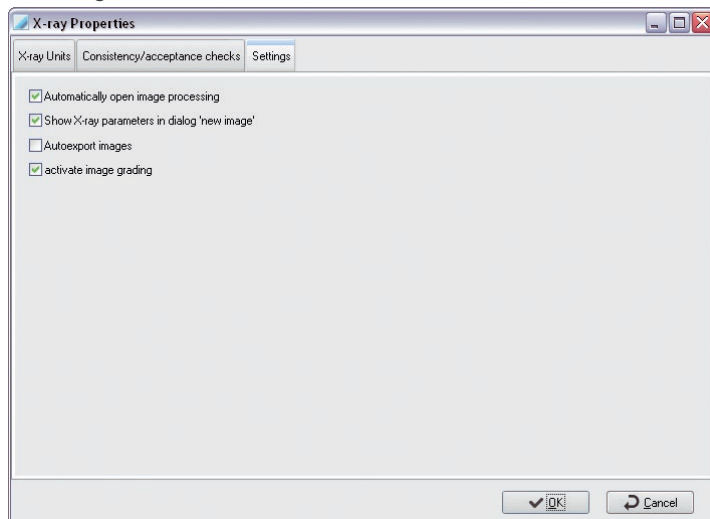 X-ray Properties
X-ray Units Consistency/acceptance checks Settings
Automatically open image processing
Show X-ray parameters in dialog 'new image'
Autoexport images
activate image grading
OK Cancel